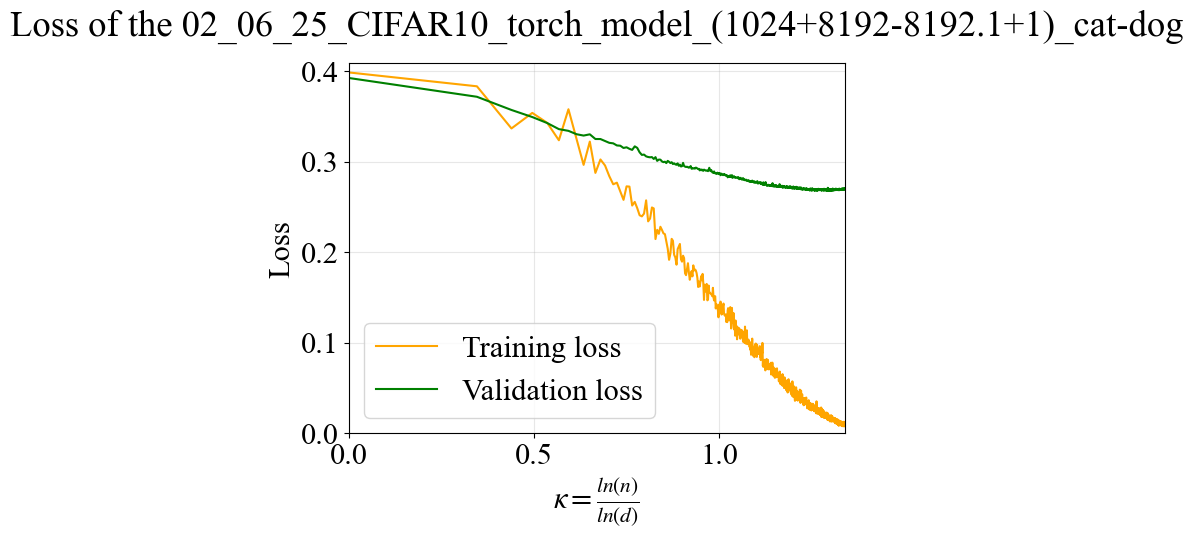 Loss of the 02_06_25_CIFAR10_torch_model_(1024+8192-8192.1+1)_cat-dog
0.4
0.3
0.2
0.1
0.0
Loss
Training loss
Validation loss
0.0 0.5 1.0
κ = ln(n)/ln(d)